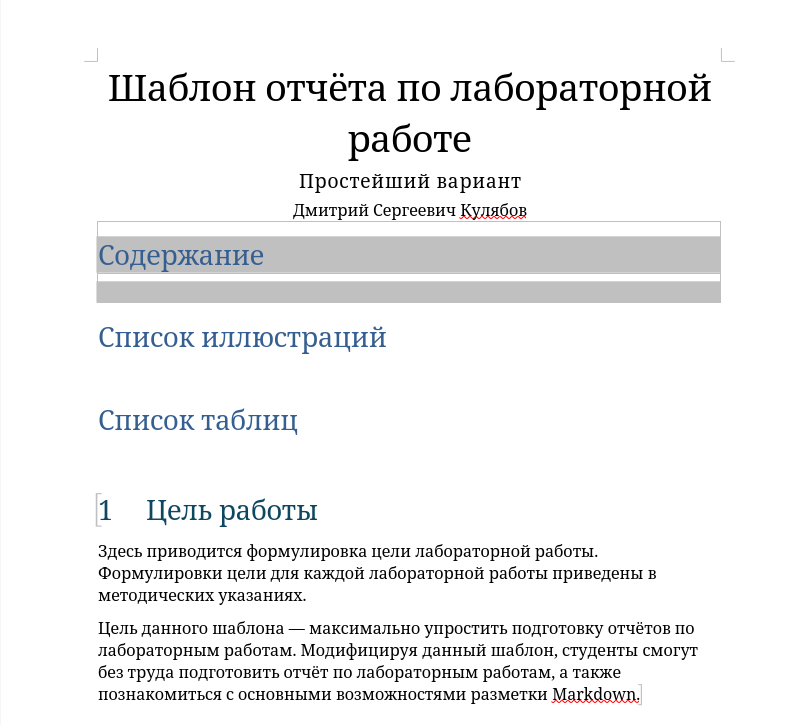 Шаблон отчёта по лабораторной
работе
Простейший вариант
Дмитрий Сергеевич Кулябов
Содержание
Список иллюстраций
Список таблиц
1 Цель работы
Здесь приводится формулировка цели лабораторной работы.
Формулировки цели для каждой лабораторной работы приведены в
методических указаниях.
Цель данного шаблона — максимально упростить подготовку отчётов по
лабораторным работам. Модифицируя данный шаблон, студенты смогут
без труда подготовить отчёт по лабораторным работам, а также
познакомиться с основными возможностями разметки Markdown.